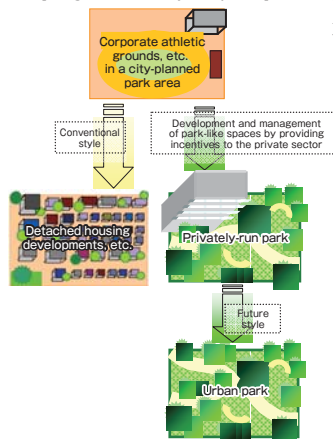 Corporate athletic
grounds, etc.
in a city-planned
park area
Conventional
style
Development and management
of park-like spaces by providing
incentives to the private sector
Detached housing
developments, etc.
Privately-run park
Future
style
Urban park